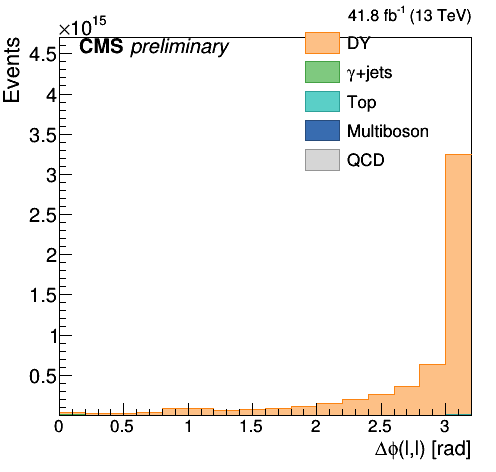 41.8 fb⁻¹ (13 TeV)
×10¹⁵
CMS preliminary
Events
DY
γ+jets
Top
Multiboson
QCD
4.5
4
3.5
3
2.5
2
1.5
1
0.5
0 0.5 1 1.5 2 2.5 3
Δϕ(l,l) [rad]